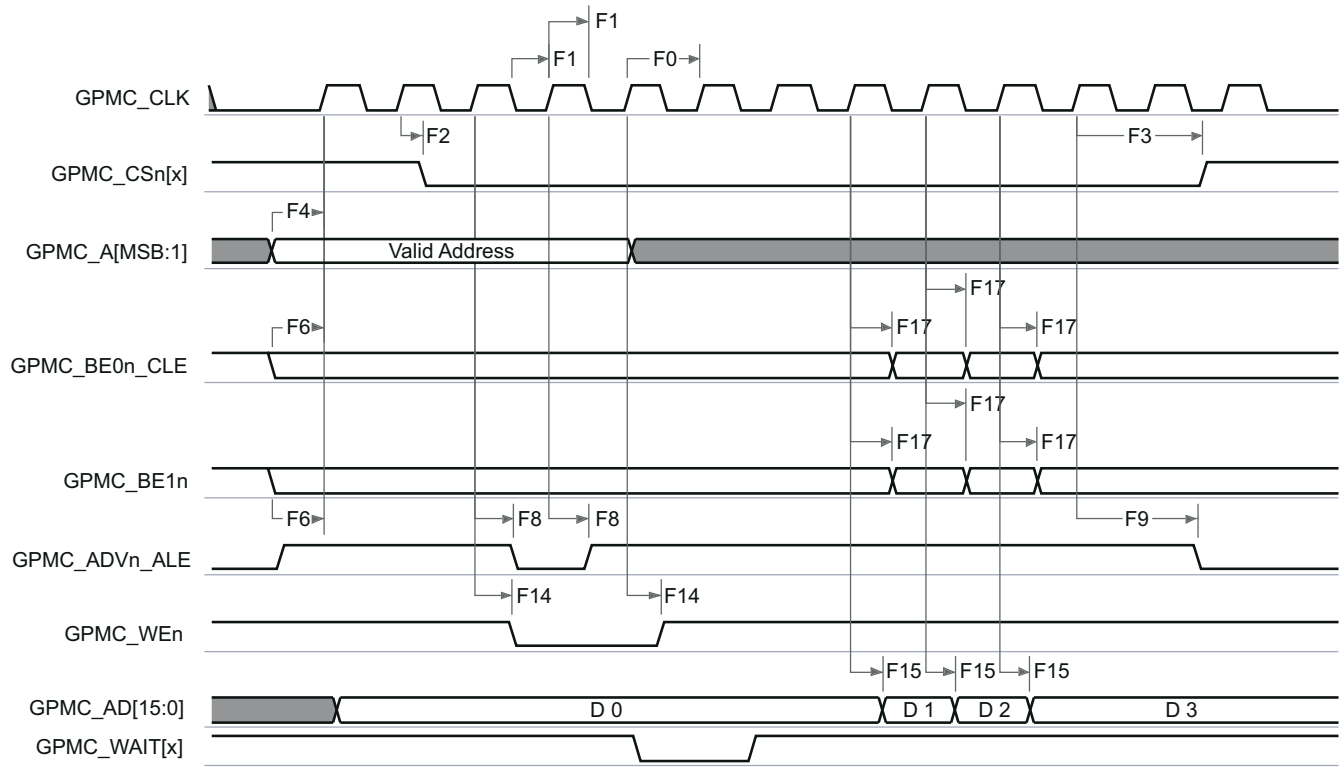 F1
F1
F0
GPMC_CLK
F2
F3
GPMC_CSn[x]
F4
GPMC_A[MSB:1]
Valid Address
F17
F6
F17
F17
GPMC_BE0n_CLE
F17
F17
F17
GPMC_BE1n
F6
F8
F8
F9
GPMC_ADVn_ALE
F14
F14
GPMC_WEn
F15
F15
F15
GPMC_AD[15:0]
D 0
D 1
D 2
D 3
GPMC_WAIT[x]